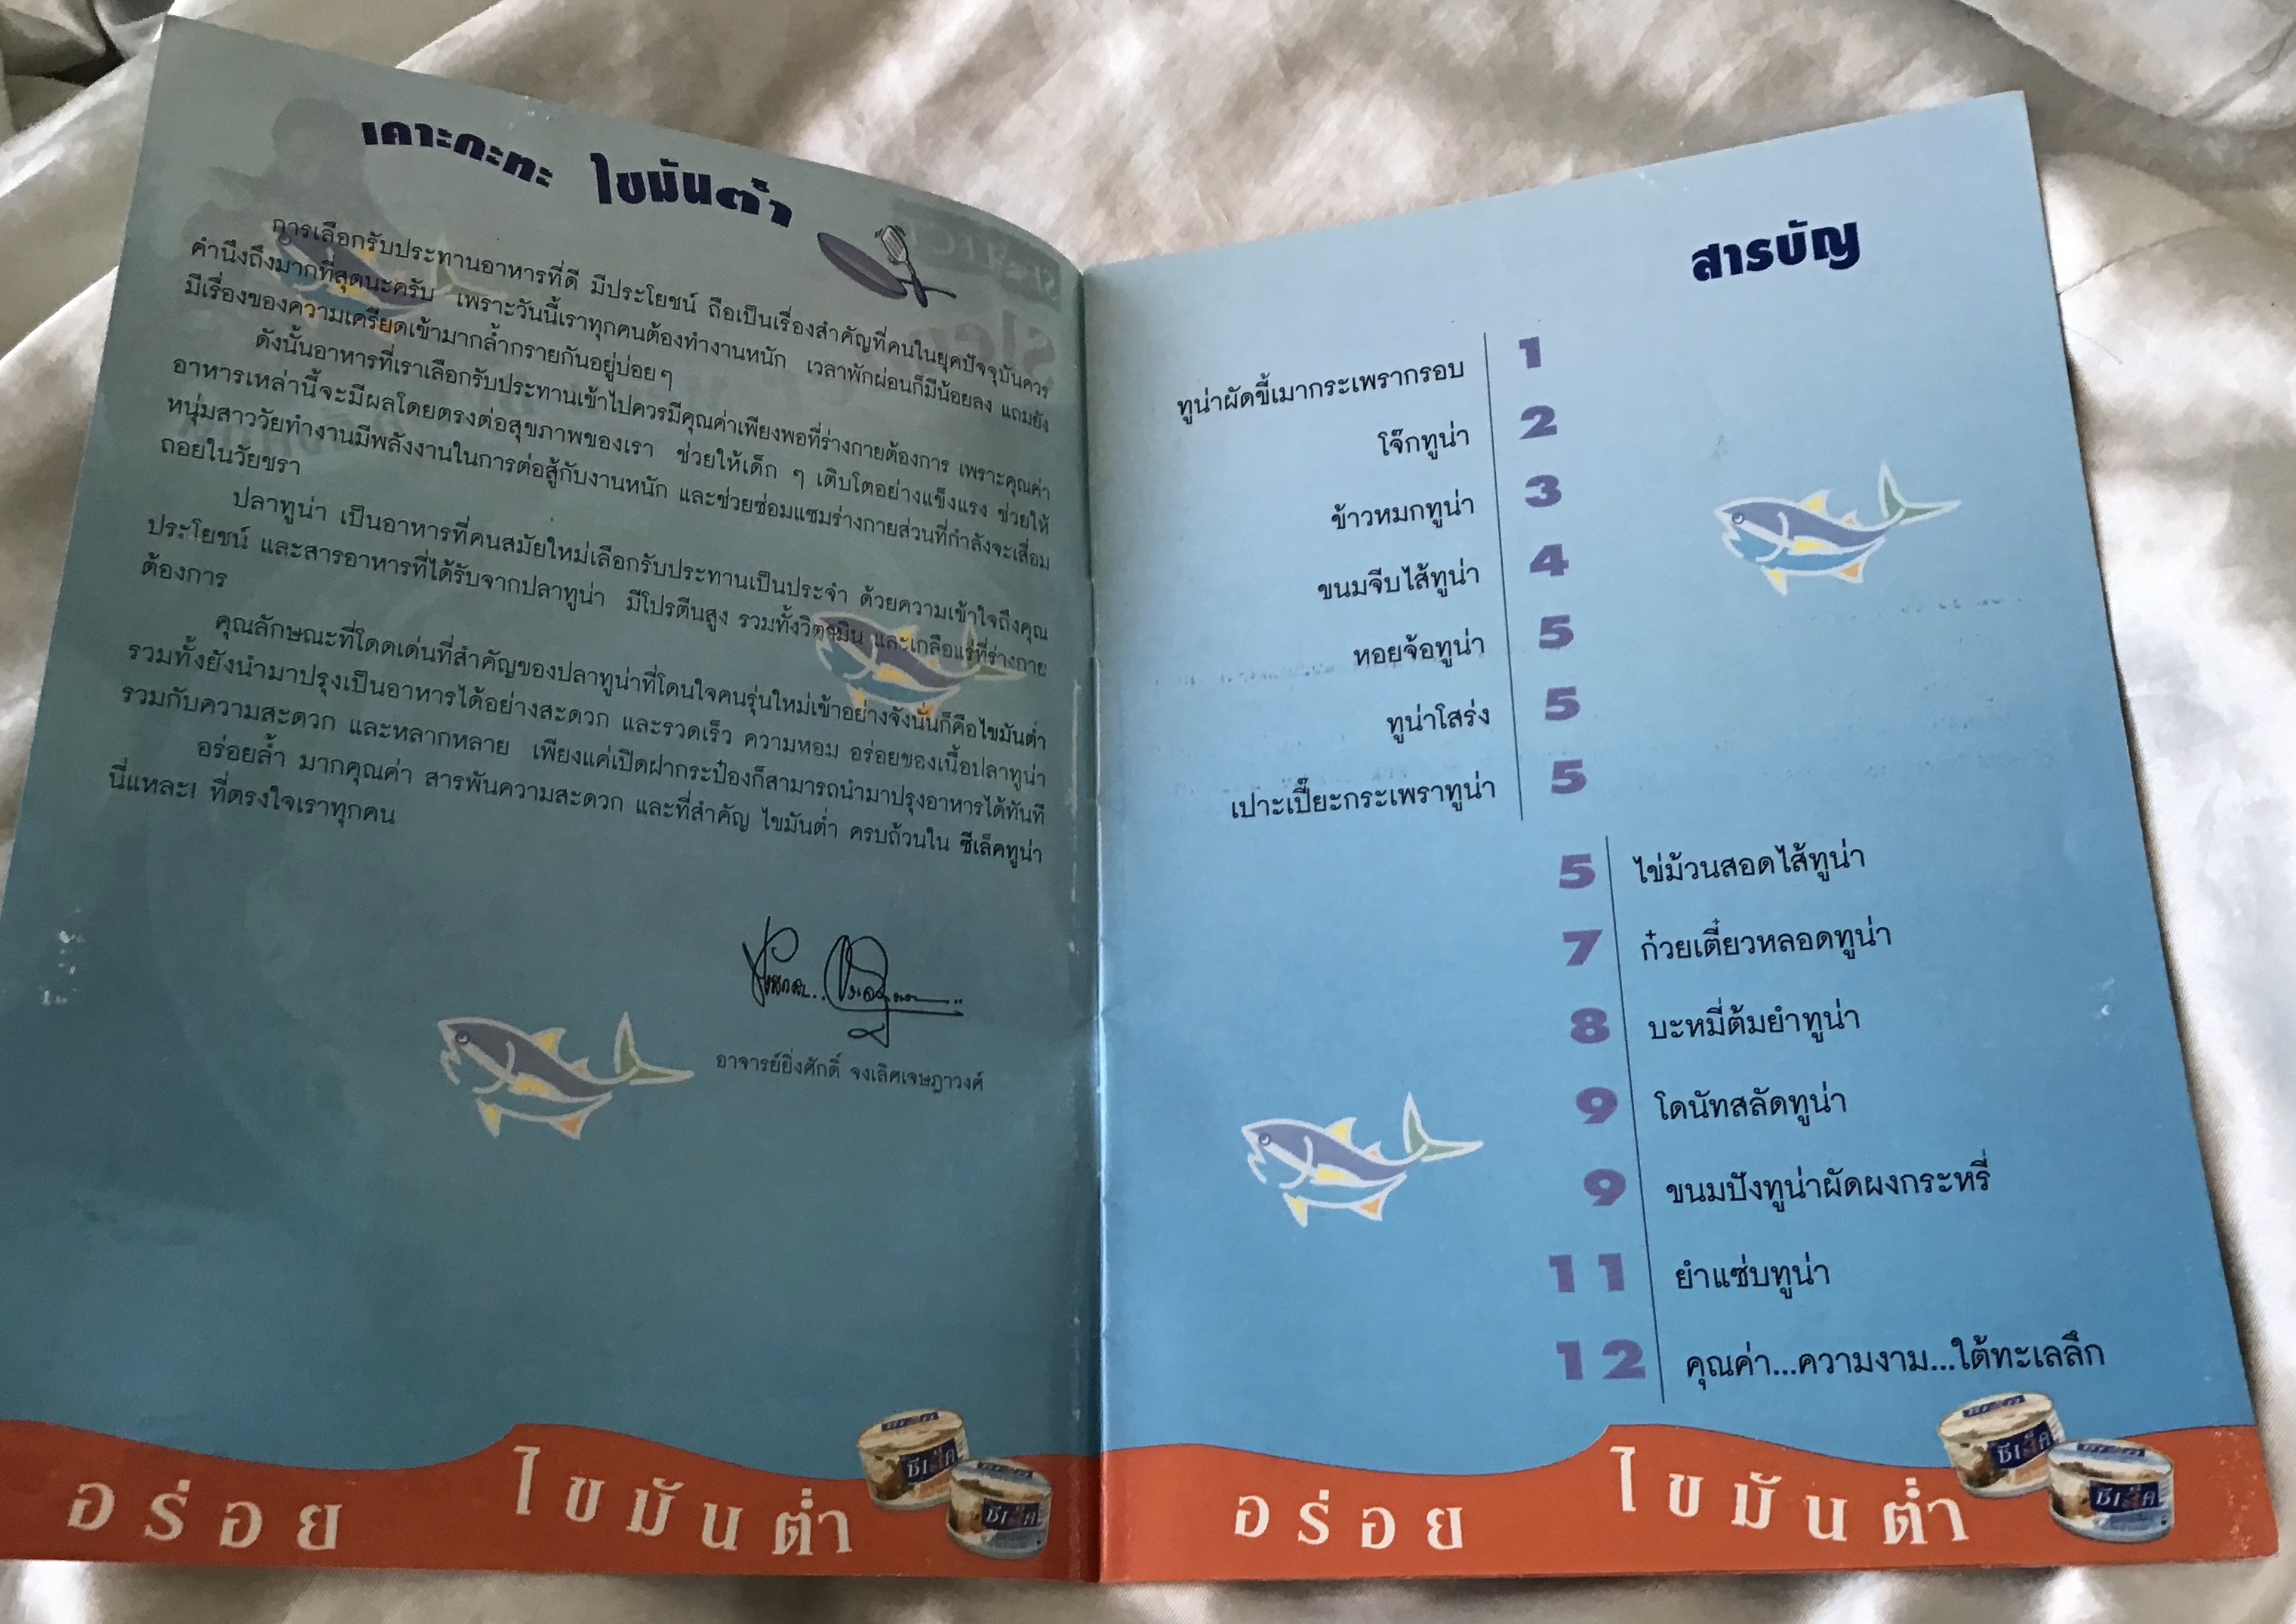 เคาะกะทะ ไขมันต่ำ
การเลือกรับประทานอาหารที่ดี มีประโยชน์ ถือเป็นเรื่องสำคัญที่คนในยุคปัจจุบันควร
คำนึงถึงมากที่สุดนะครับ เพราะวันนี้เราทุกคนต้องทำงานหนัก เวลาพักผ่อนก็มีน้อยลง แถมยัง
มีเรื่องของความเครียดเข้ามากล้ำกรายกันอยู่บ่อยๆ
ดังนั้นอาหารที่เราเลือกรับประทานเข้าไปควรมีคุณค่าเพียงพอที่ร่างกายต้องการ เพราะคุณค่า
อาหารเหล่านี้จะมีผลโดยตรงต่อสุขภาพของเรา ช่วยให้เด็ก ๆ เติบโตอย่างแข็งแรง ช่วยให้
หนุ่มสาววัยทำงานมีพลังงานในการต่อสู้กับงานหนัก และช่วยซ่อมแซมร่างกายส่วนที่กำลังจะเสื่อม
ถอยในวัยชรา
ปลาทูน่า เป็นอาหารที่คนสมัยใหม่เลือกรับประทานเป็นประจำ ด้วยความเข้าใจถึงคุณ
ประโยชน์ และสารอาหารที่ได้รับจากปลาทูน่า มีโปรตีนสูง รวมทั้งวิตามิน และเกลือแร่ที่ร่างกาย
ต้องการ
คุณลักษณะที่โดดเด่นที่สำคัญของปลาทูน่าที่โดนใจคนรุ่นใหม่เข้าอย่างจังนั่นก็คือไขมันต่ำ
รวมทั้งยังนำมาปรุงเป็นอาหารได้อย่างสะดวก และรวดเร็ว ความหอม อร่อยของเนื้อปลาทูน่า
รวมกับความสะดวก และหลากหลาย เพียงแค่เปิดฝากระป๋องก็สามารถนำมาปรุงอาหารได้ทันที
อร่อยล้ำ มากคุณค่า สารพันความสะดวก และที่สำคัญ ไขมันต่ำ ครบถ้วนใน ซีเล็คทูน่า
นี่แหละ! ที่ตรงใจเราทุกคน
อาจารย์ยิ่งศักดิ์ จงเลิศเจษฎาวงศ์
อร่อย ไขมันต่ำ
ซีเล็ค
ซีเล็ค
สารบัญ
ทูน่าผัดขี้เมากระเพรากรอบ 1
โจ๊กทูน่า 2
ข้าวหมกทูน่า 3
ขนมจีบไส้ทูน่า 4
หอยจ้อทูน่า 5
ทูน่าโสร่ง 5
เปาะเปี๊ยะกระเพราทูน่า 5
5 ไข่ม้วนสอดไส้ทูน่า
7 ก๋วยเตี๋ยวหลอดทูน่า
8 บะหมี่ต้มยำทูน่า
9 โดนัทสลัดทูน่า
9 ขนมปังทูน่าผัดผงกระหรี่
11 ยำแซ่บทูน่า
12 คุณค่า...ความงาม...ใต้ทะเลลึก
อร่อย ไขมันต่ำ
ซีเล็ค
ซีเล็ค